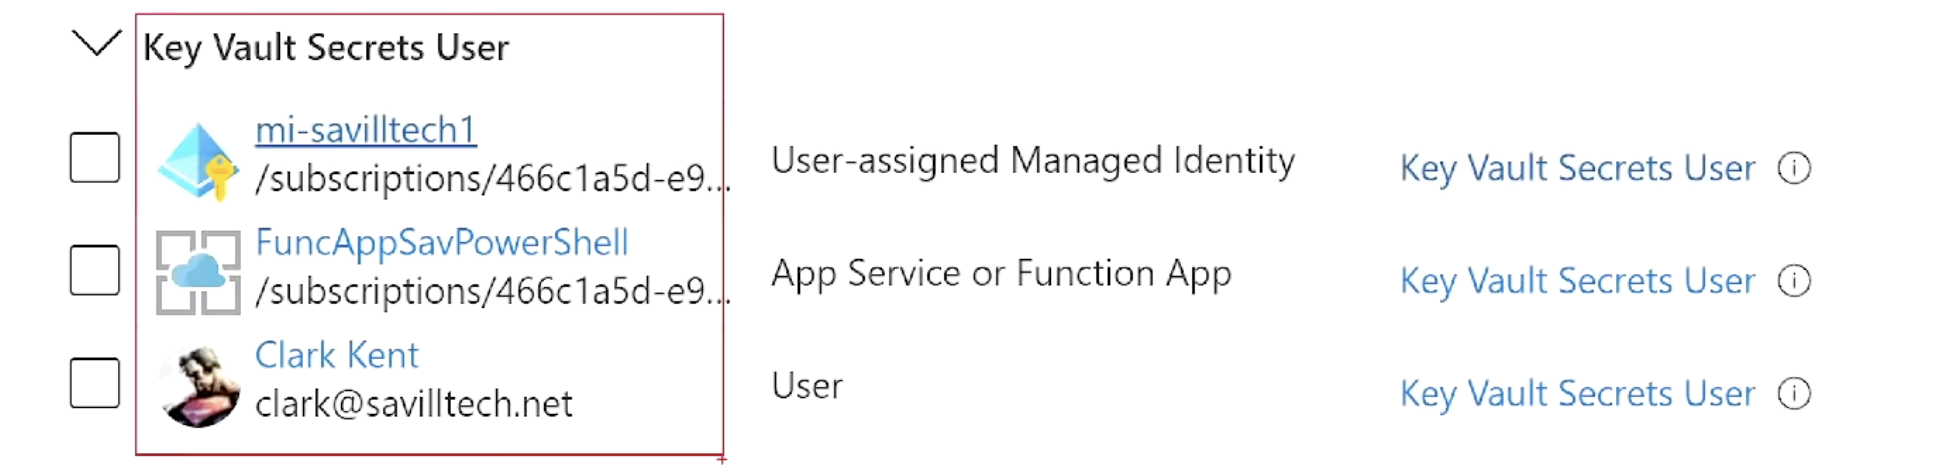 Key Vault Secrets User
mi-savilltech1
/subscriptions/466c1a5d-e9...
User-assigned Managed Identity
Key Vault Secrets User
FuncAppSavPowerShell
/subscriptions/466c1a5d-e9...
App Service or Function App
Key Vault Secrets User
Clark Kent
clark@savilltech.net
User
Key Vault Secrets User